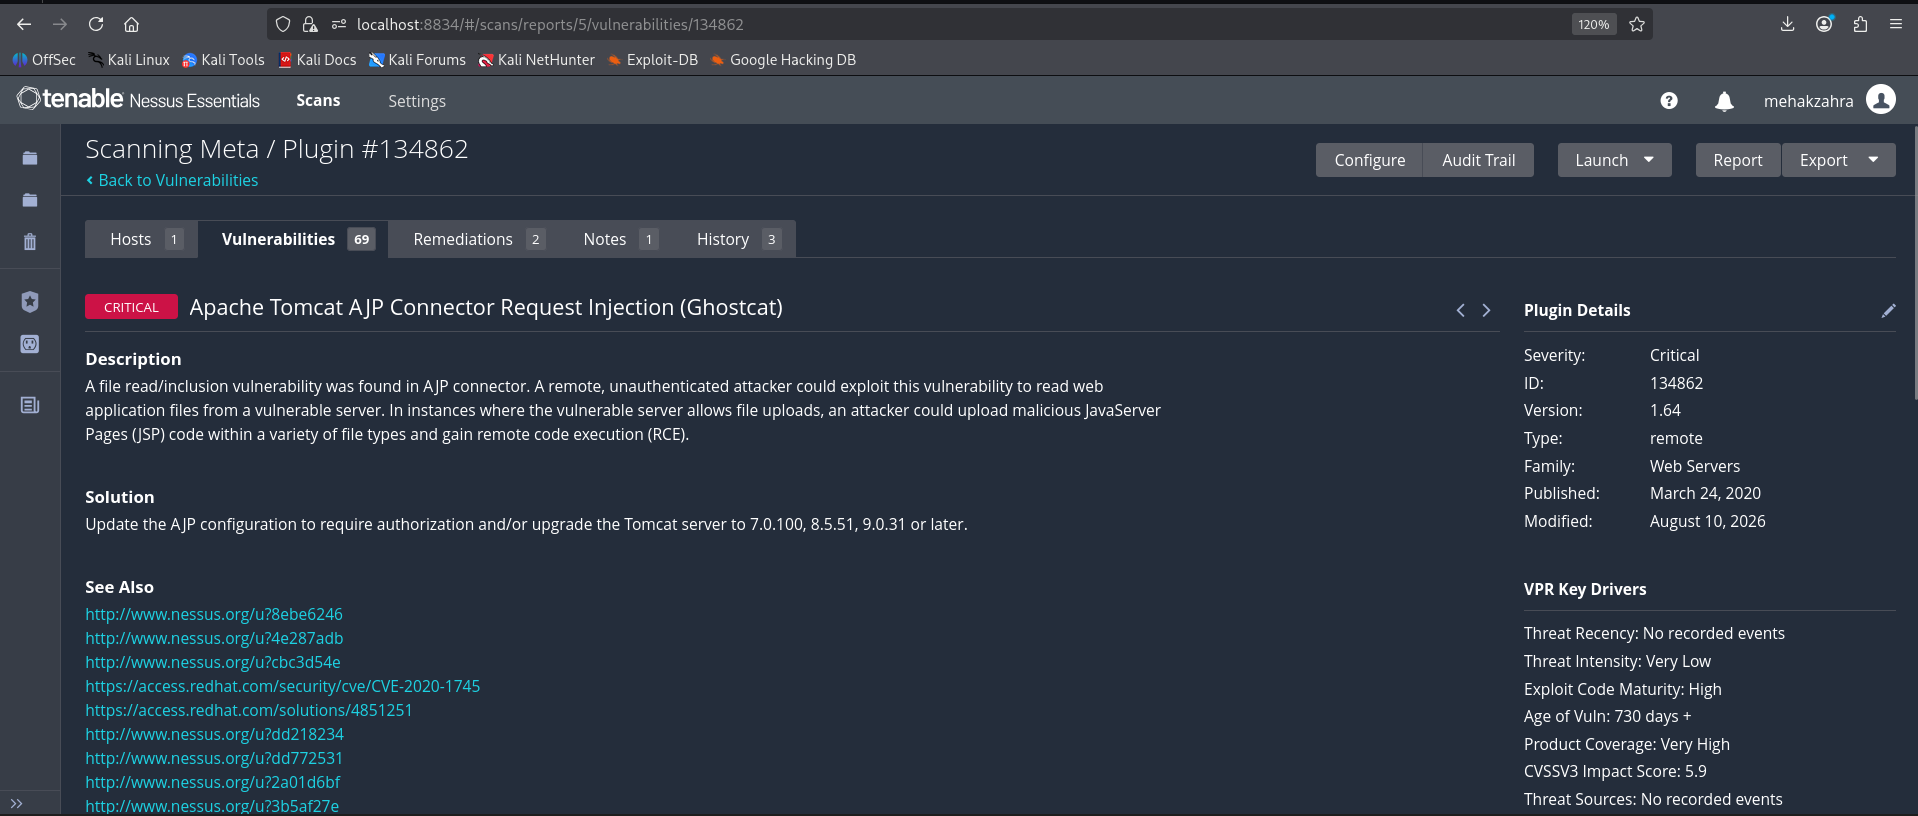 localhost:8834/#/scans/reports/5/vulnerabilities/134862
120%
OffSec Kali Linux Kali Tools Kali Docs Kali Forums Kali NetHunter Exploit-DB Google Hacking DB
tenable Nessus Essentials Scans Settings mehakzahra
Scanning Meta / Plugin #134862
Back to Vulnerabilities
Configure Audit Trail Launch Report Export
Hosts 1 Vulnerabilities 69 Remediations 2 Notes 1 History 3
CRITICAL Apache Tomcat AJP Connector Request Injection (Ghostcat)
Description
A file read/inclusion vulnerability was found in AJP connector. A remote, unauthenticated attacker could exploit this vulnerability to read web
application files from a vulnerable server. In instances where the vulnerable server allows file uploads, an attacker could upload malicious JavaServer
Pages (JSP) code within a variety of file types and gain remote code execution (RCE).
Solution
Update the AJP configuration to require authorization and/or upgrade the Tomcat server to 7.0.100, 8.5.51, 9.0.31 or later.
See Also
http://www.nessus.org/u?8ebe6246
http://www.nessus.org/u?4e287adb
http://www.nessus.org/u?cbc3d54e
https://access.redhat.com/security/cve/CVE-2020-1745
https://access.redhat.com/solutions/4851251
http://www.nessus.org/u?dd218234
http://www.nessus.org/u?dd772531
http://www.nessus.org/u?2a01d6bf
http://www.nessus.org/u?3b5af27e
Plugin Details
Severity: Critical
ID: 134862
Version: 1.64
Type: remote
Family: Web Servers
Published: March 24, 2020
Modified: August 10, 2026
VPR Key Drivers
Threat Recency: No recorded events
Threat Intensity: Very Low
Exploit Code Maturity: High
Age of Vuln: 730 days +
Product Coverage: Very High
CVSSV3 Impact Score: 5.9
Threat Sources: No recorded events